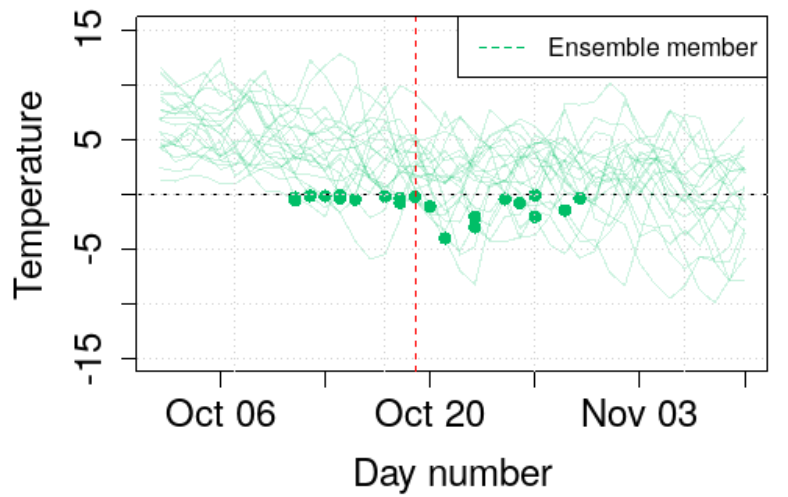 15
Ensemble member
5
Temperature
-5
-15
Oct 06 Oct 20 Nov 03
Day number